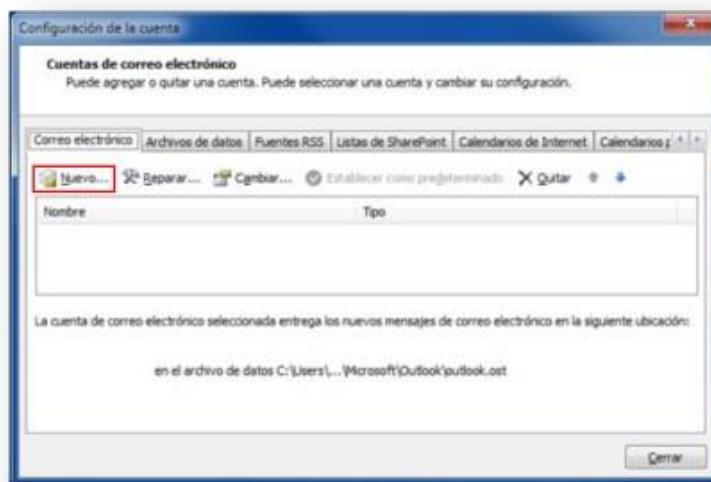 Configuración de la cuenta
Cuentas de correo electrónico
Puede agregar o quitar una cuenta. Puede seleccionar una cuenta y cambiar su configuración.
Correo electrónico Archivos de datos Fuentes RSS Listas de SharePoint Calendarios de Internet Calendarios p
Nuevo... Reparar... Cambiar... Establecer como predeterminado Quitar
Nombre Tipo
La cuenta de correo electrónico seleccionada entrega los nuevos mensajes de correo electrónico en la siguiente ubicación:
en el archivo de datos C:\Users\...\Microsoft\Outlook\outlook.ost
Cerrar